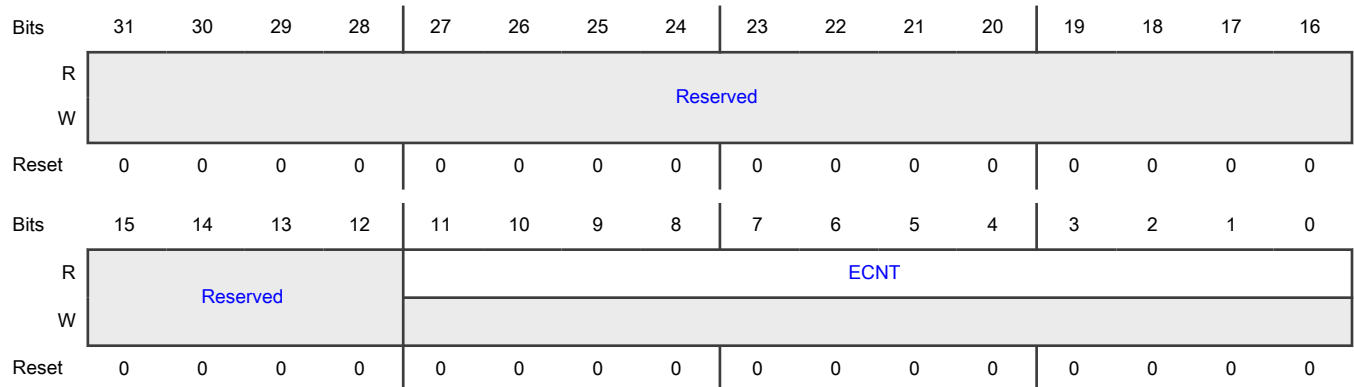 Bits 31 30 29 28 27 26 25 24 23 22 21 20 19 18 17 16
R
Reserved
W
Reset 0 0 0 0 0 0 0 0 0 0 0 0 0 0 0 0
Bits 15 14 13 12 11 10 9 8 7 6 5 4 3 2 1 0
R ECNT
Reserved
W
Reset 0 0 0 0 0 0 0 0 0 0 0 0 0 0 0 0